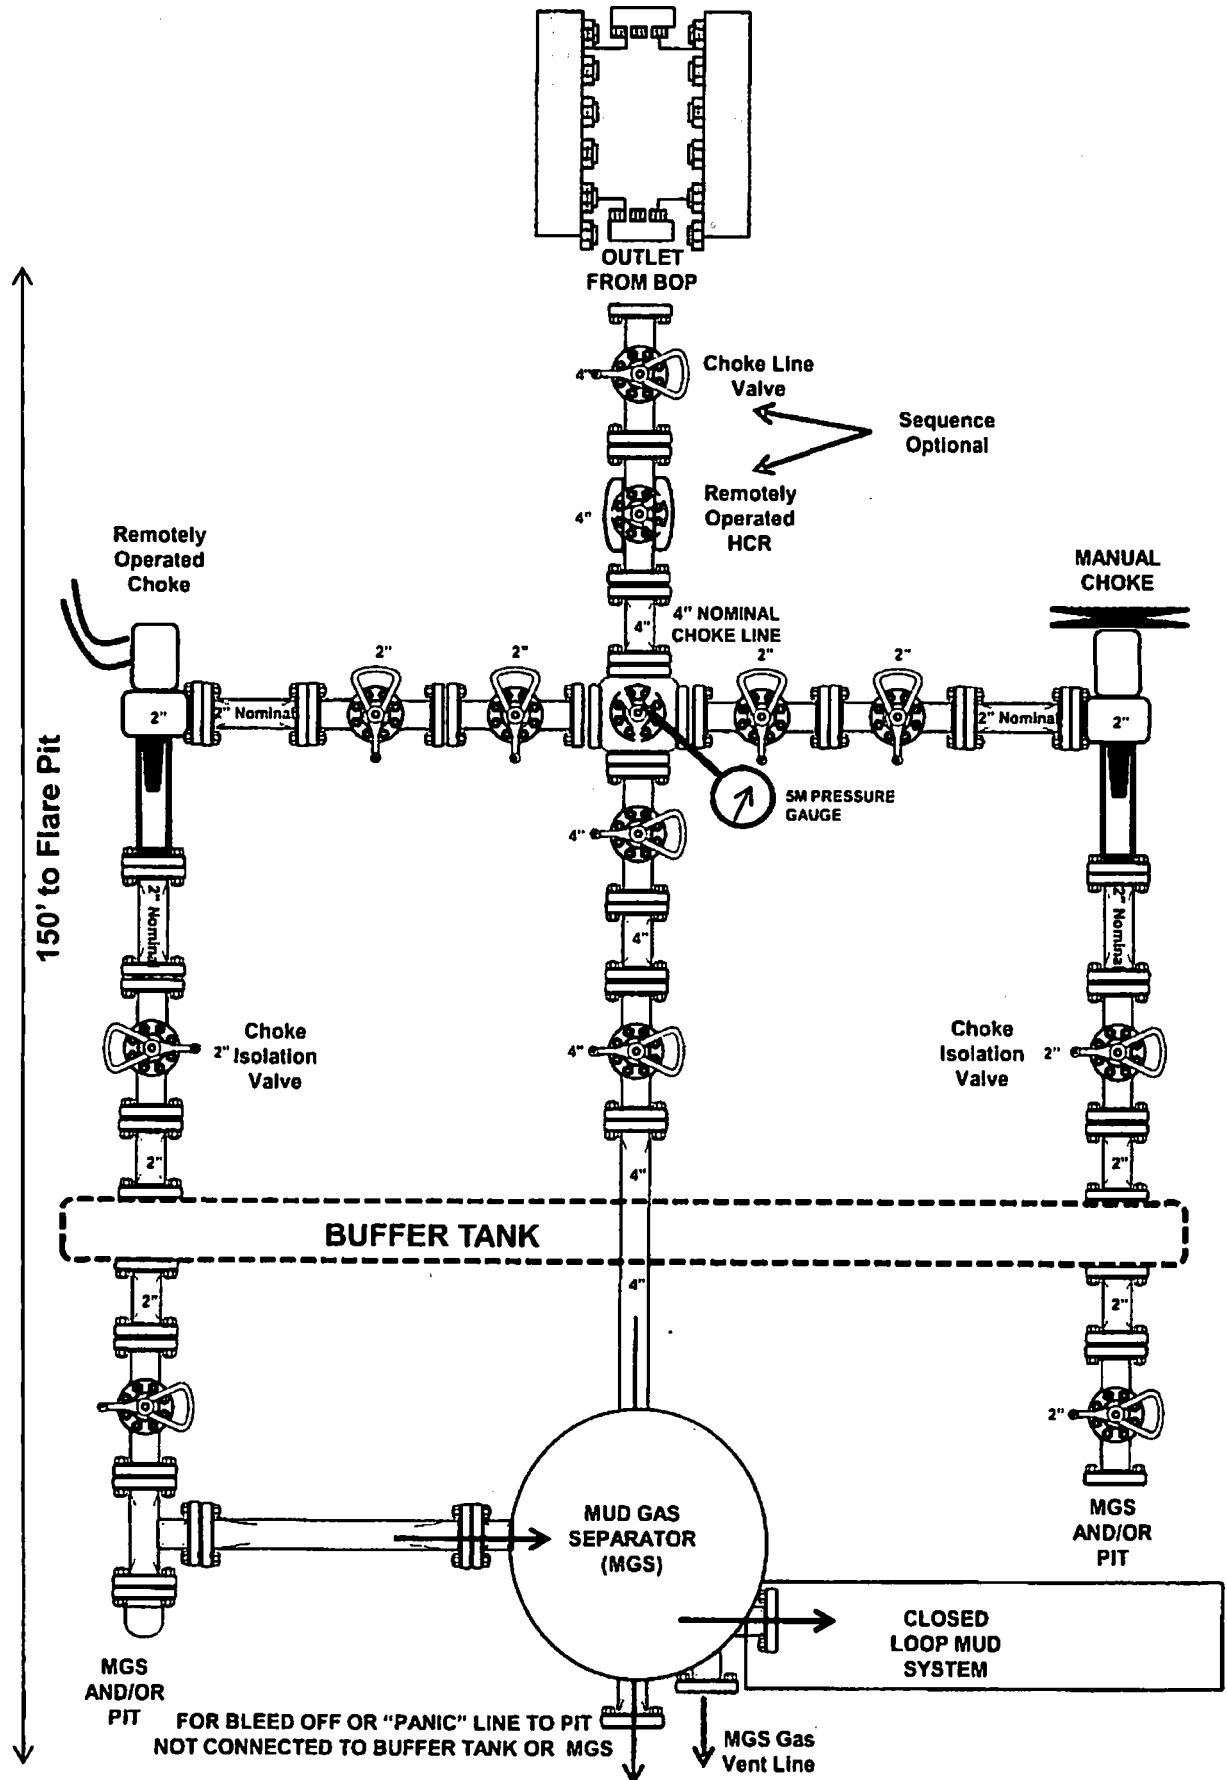 OUTLET
FROM BOP
4"
Choke Line
Valve
Sequence
Optional
4"
Remotely
Operated
HCR
Remotely
Operated
Choke
MANUAL
CHOKE
4"
4" NOMINAL
CHOKE LINE
2"
2"
2"
2"
2"
2" Nominal
2" Nominal
2"
5M PRESSURE
GAUGE
4"
150' to Flare Pit
2" Nominal
4"
2" Nominal
Choke
2" Isolation
Valve
4"
Choke
Isolation 2"
Valve
2"
4"
2"
BUFFER TANK
2"
4"
2"
2"
MUD GAS
SEPARATOR
(MGS)
MGS
AND/OR
PIT
CLOSED
LOOP MUD
SYSTEM
MGS
AND/OR
PIT
FOR BLEED OFF OR "PANIC" LINE TO PIT
NOT CONNECTED TO BUFFER TANK OR MGS
MGS Gas
Vent Line